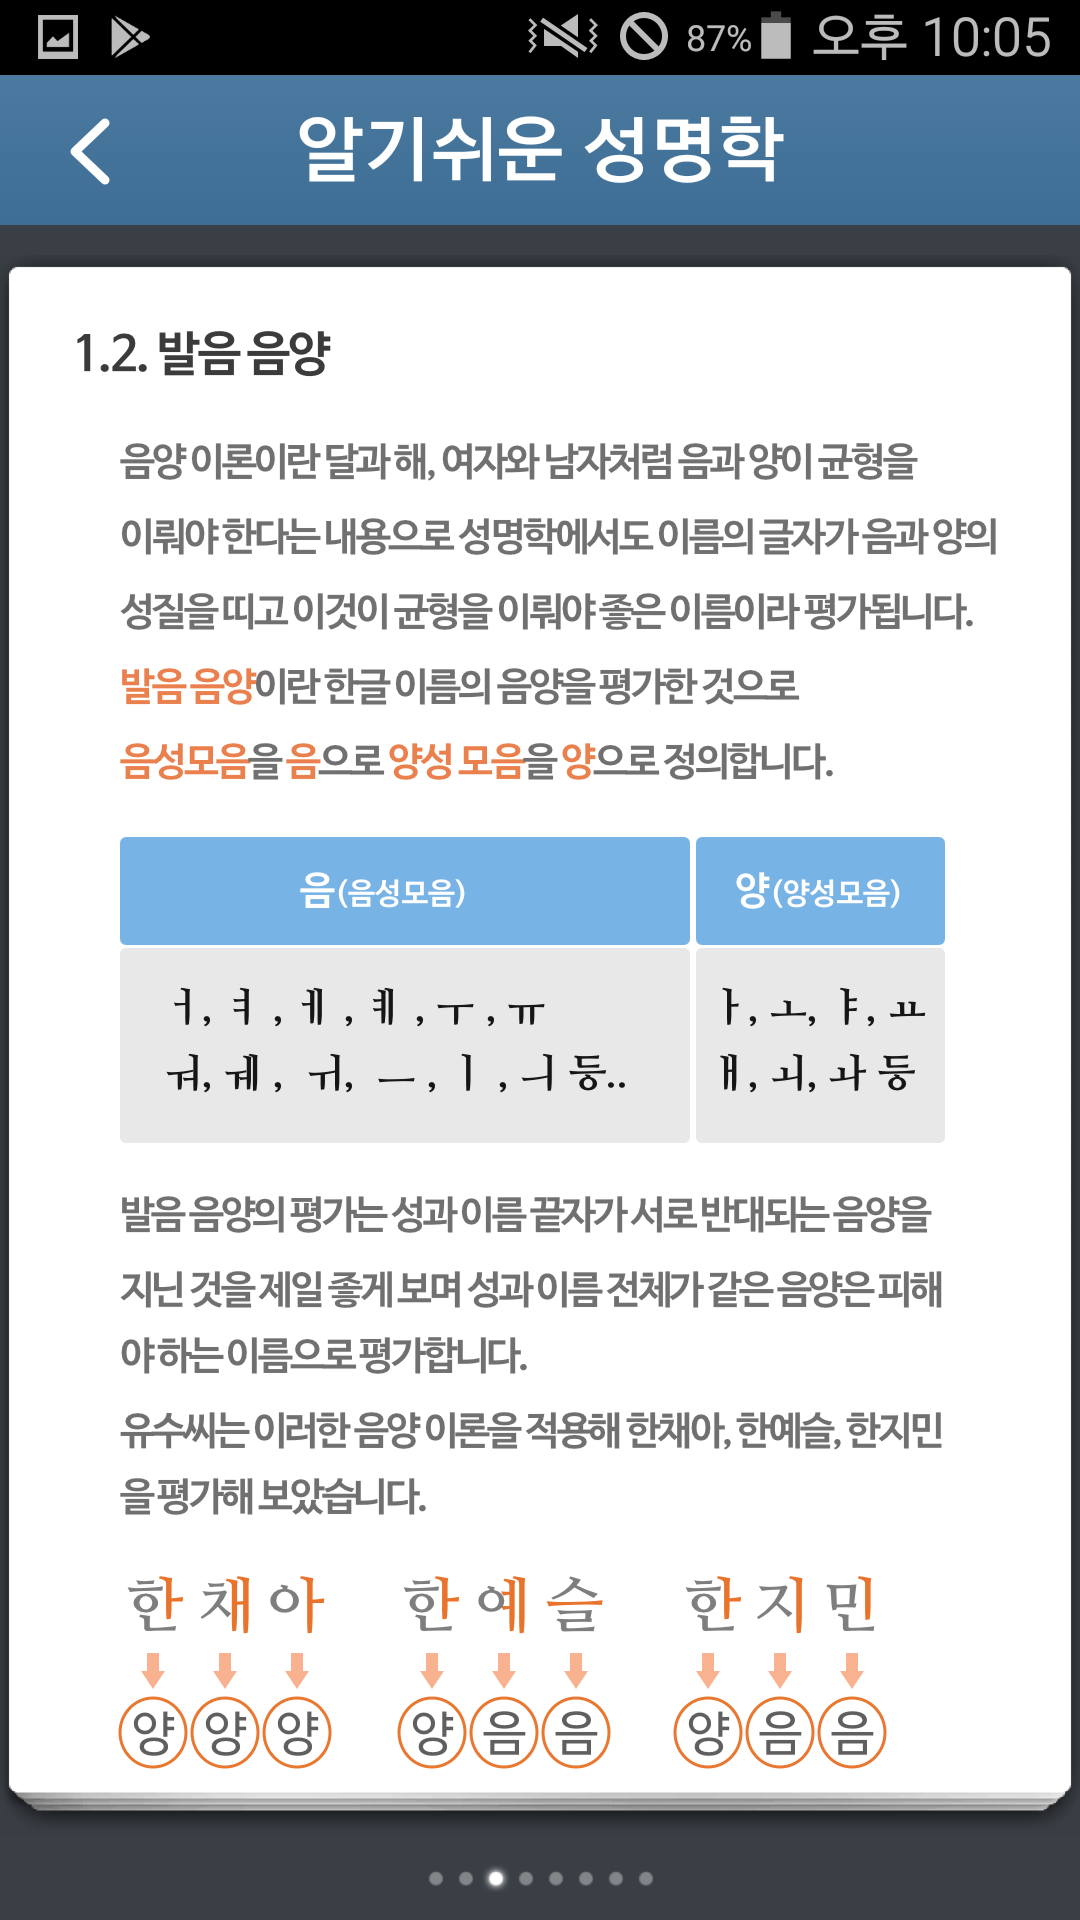 87% 오후 10:05
알기쉬운 성명학
1.2. 발음 음양
음양 이론이란 달과 해, 여자와 남자처럼 음과 양이 균형을
이뤄야 한다는 내용으로 성명학에서도 이름의 글자가 음과 양의
성질을 띠고 이것이 균형을 이뤄야 좋은 이름이라 평가됩니다.
발음 음양이란 한글 이름의 음양을 평가한 것으로
음성모음을 음으로 양성 모음을 양으로 정의합니다.
음(음성모음) 양(양성모음)
ㅓ, ㅕ, ㅔ, ㅖ, ㅜ, ㅠ ㅏ, ㅗ, ㅑ, ㅛ
ㅝ, ㅞ, ㅟ, ㅡ, ㅣ, ㅢ 등.. ㅐ, ㅚ, ㅘ 등
발음 음양의 평가는 성과 이름 끝자가 서로 반대되는 음양을
지닌 것을 제일 좋게 보며 성과 이름 전체가 같은 음양은 피해
야 하는 이름으로 평가합니다.
유수씨는 이러한 음양 이론을 적용해 한채아, 한예슬, 한지민
을 평가해 보았습니다.
한채아 한예슬 한지민
양 양 양 양 음 음 양 음 음